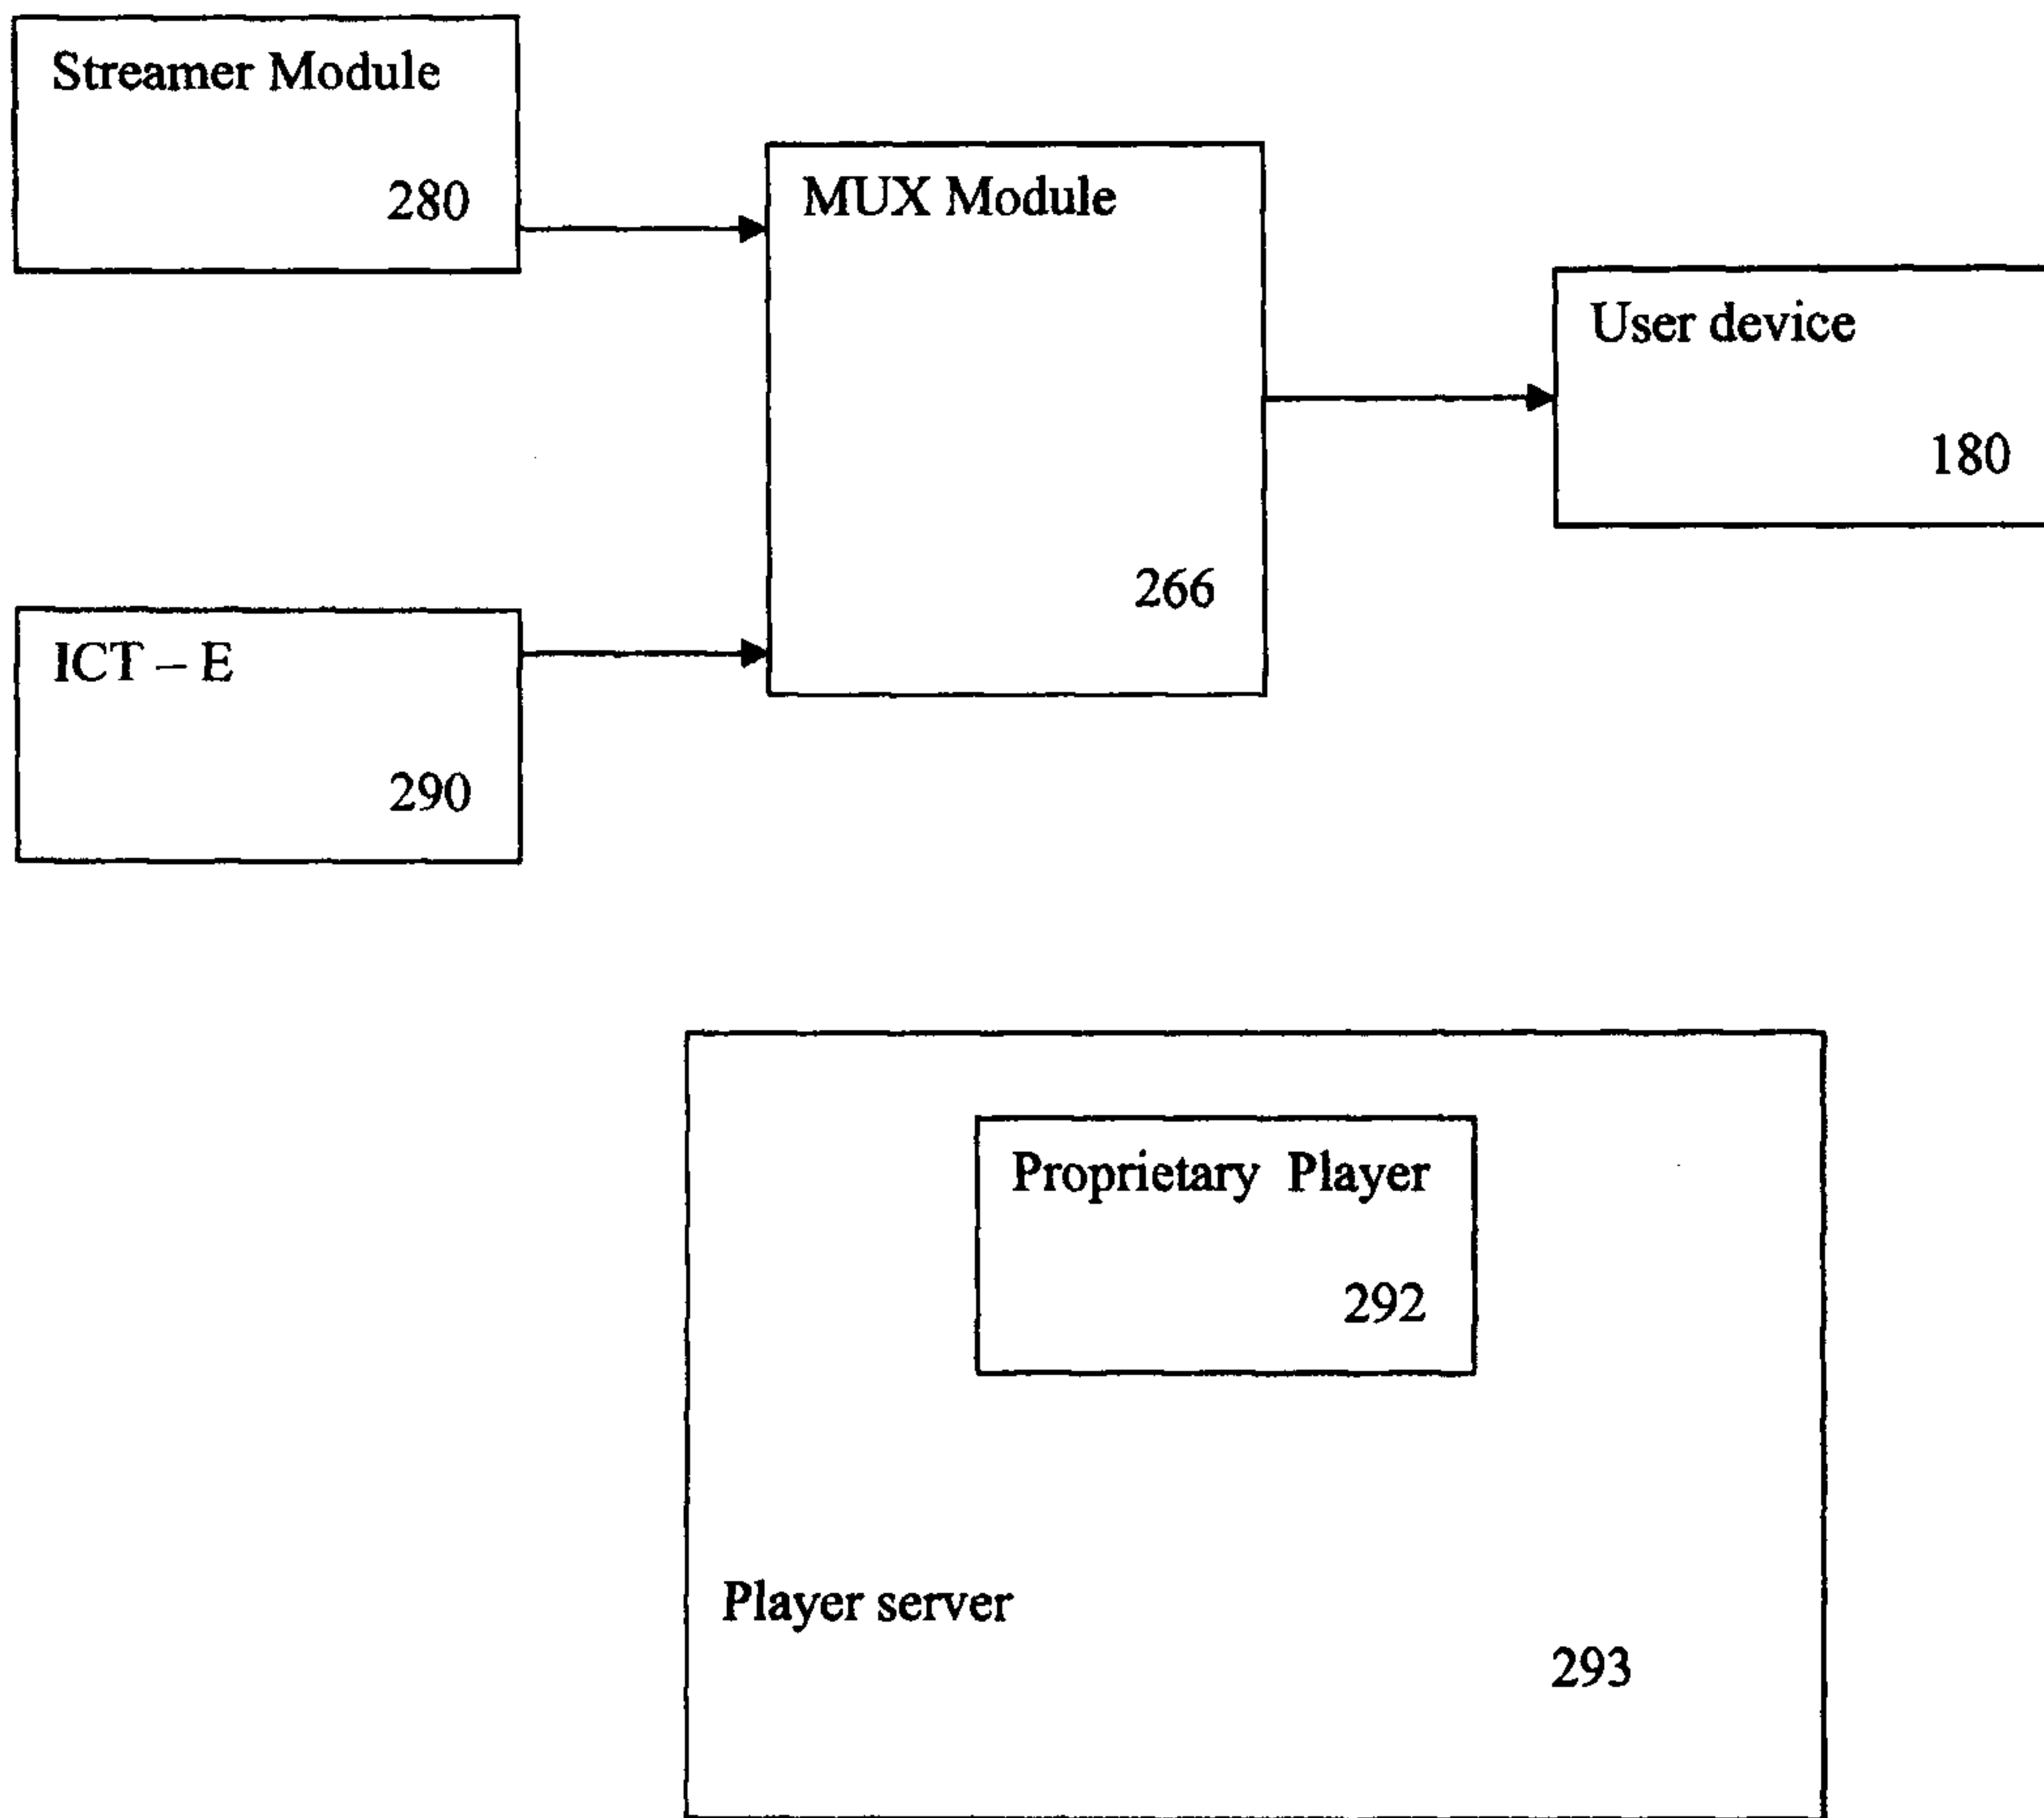 Streamer Module
280
MUX Module
266
User device
180
ICT – E
290
Proprietary Player
292
Player server
293